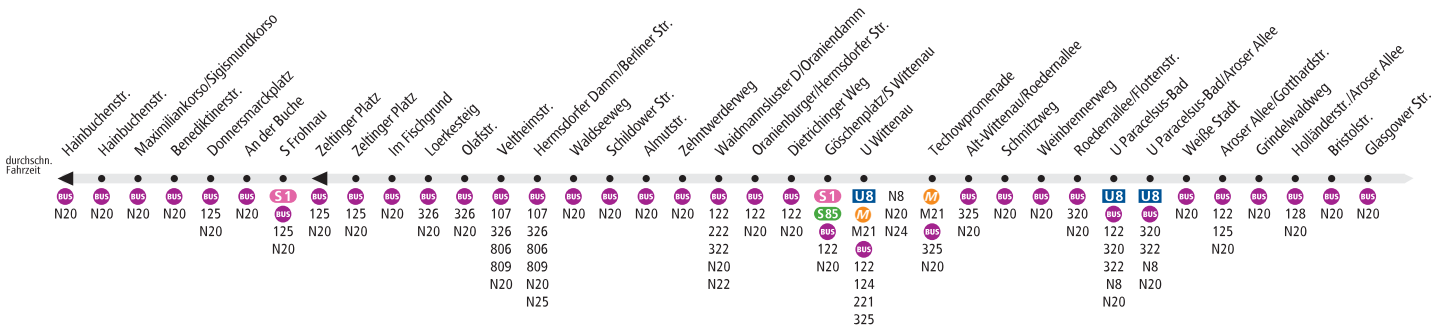 Hainbuchenstr.
Hainbuchenstr.
Maximiliankorso/Sigismundkorso
Benediktinerstr.
Donnersmarckplatz
An der Buche
S Frohnau
Zeltinger Platz
Zeltinger Platz
Im Fischgrund
Loerkesteig
Olafstr.
Veltheimstr.
Hermsdorfer Damm/Berliner Str.
Waldseeweg
Schildower Str.
Almutstr.
Zehntwerderweg
Waidmannsluster D/Oraniendamm
Oranienburger/Hermsdorfer Str.
Dietrichinger Weg
Göschenplatz/S Wittenau
U Wittenau
Techowpromenade
Alt-Wittenau/Roedernallee
Schmitzweg
Weinbrennerweg
Roedernallee/Flottenstr.
U Paracelsus-Bad
U Paracelsus-Bad/Aroser Allee
Weiße Stadt
Aroser Allee/Gotthardstr.
Grindelwaldweg
Holländerstr./Aroser Allee
Bristolstr.
Glasgower Str.
durchschn.
Fahrzeit
BUS BUS BUS BUS BUS BUS S1 BUS BUS BUS BUS BUS BUS BUS BUS BUS BUS BUS BUS BUS BUS S1 U8 N8 M BUS BUS BUS BUS U8 U8 BUS BUS BUS BUS BUS BUS
N20 N20 N20 N20 125 N20 BUS 125 125 N20 326 326 107 107 N20 N20 N20 N20 122 122 122 S85 M N20 M21 325 N20 N20 320 BUS BUS N20 122 N20 128 N20 N20
N20 125 N20 N20 N20 N20 326 326 222 N20 N20 BUS M21 N24 BUS N20 N20 122 320 125 N20
N20 806 806 322 122 BUS 325 320 322 N20
809 809 N20 N20 122 N20 322 N8
N20 N20 N22 124 N8 N20
N25 221 N20
325